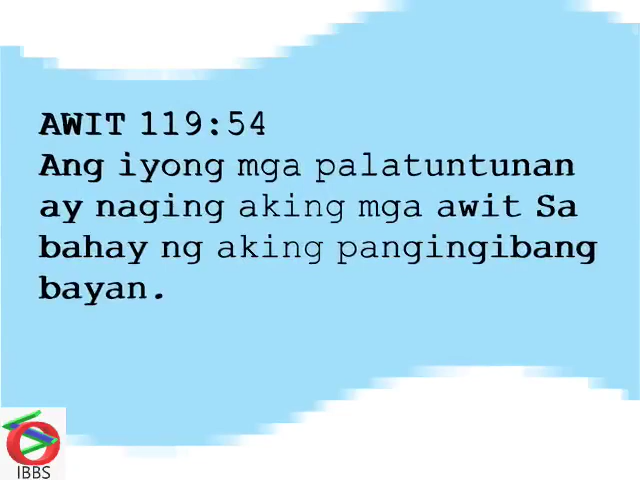 AWIT 119:54
Ang iyong mga palatuntunan
ay naging aking mga awit Sa
bahay ng aking pangingibang
bayan.
IBBS